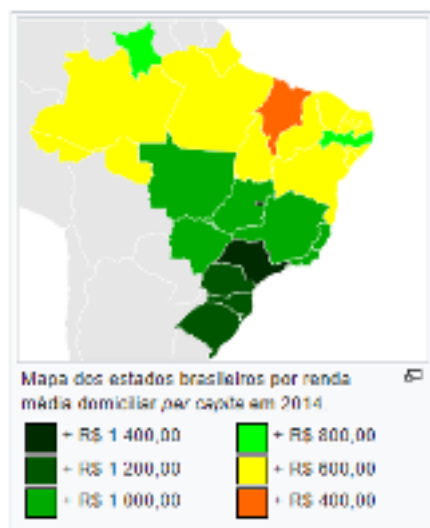 Mapa dos estados brasileiros por renda
média domiciliar per capita em 2014.
+ R$ 1 400,00
+ R$ 1 200,00
+ R$ 1 000,00
+ R$ 800,00
+ R$ 600,00
+ R$ 400,00